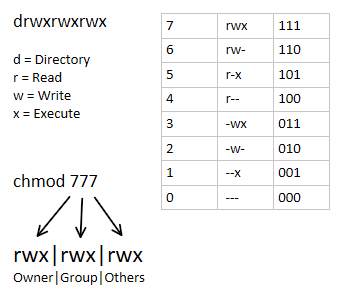 drwxrwxrwx
d = Directory
r = Read
w = Write
x = Execute
7 rwx 111
6 rw- 110
5 r-x 101
4 r-- 100
3 -wx 011
2 -w- 010
1 --x 001
0 --- 000
chmod 777
rwx|rwx|rwx
Owner|Group|Others